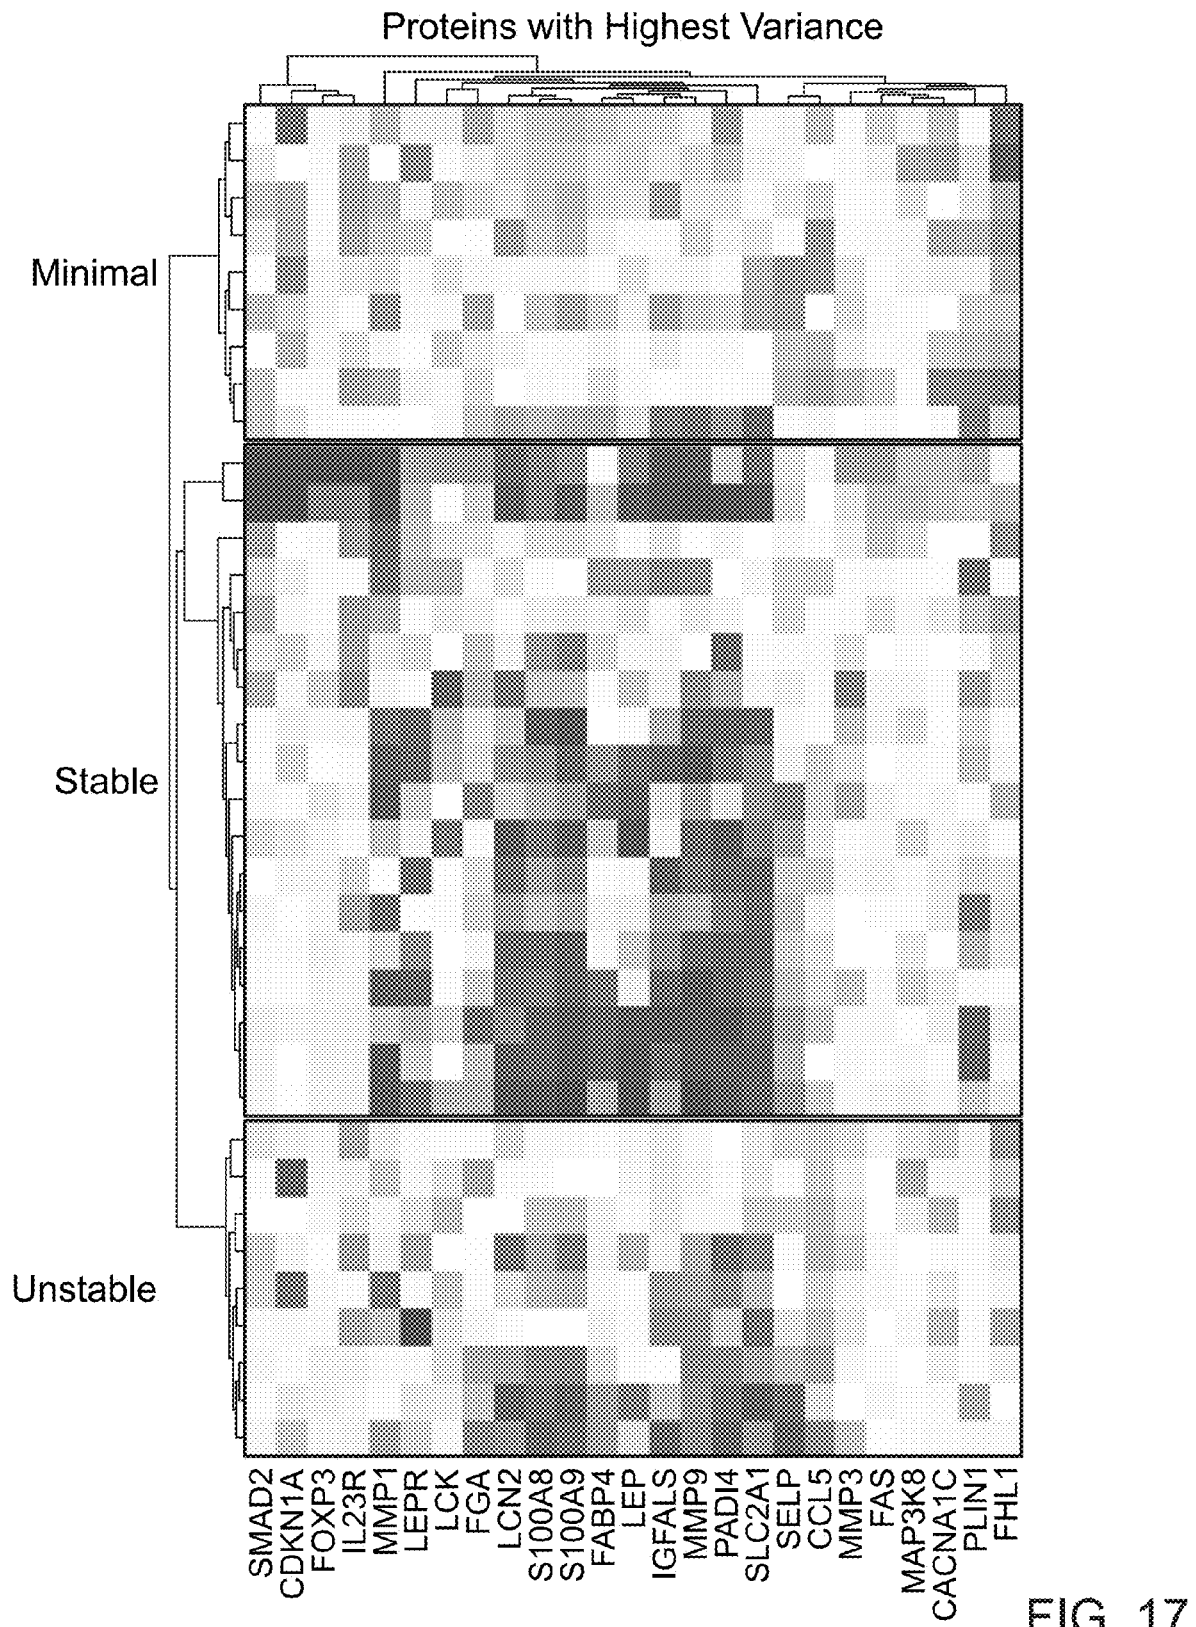 Proteins with Highest Variance
Minimal
Stable
Unstable
SMAD2
CDKN1A
FOXP3
IL23R
MMP1
LEPR
LCK
FGA
LCN2
S100A8
S100A9
FABP4
LEP
IGFALS
MMP9
PADI4
SLC2A1
SELP
CCL5
MMP3
FAS
MAP3K8
CACNA1C
PLIN1
FHL1
FIG. 17